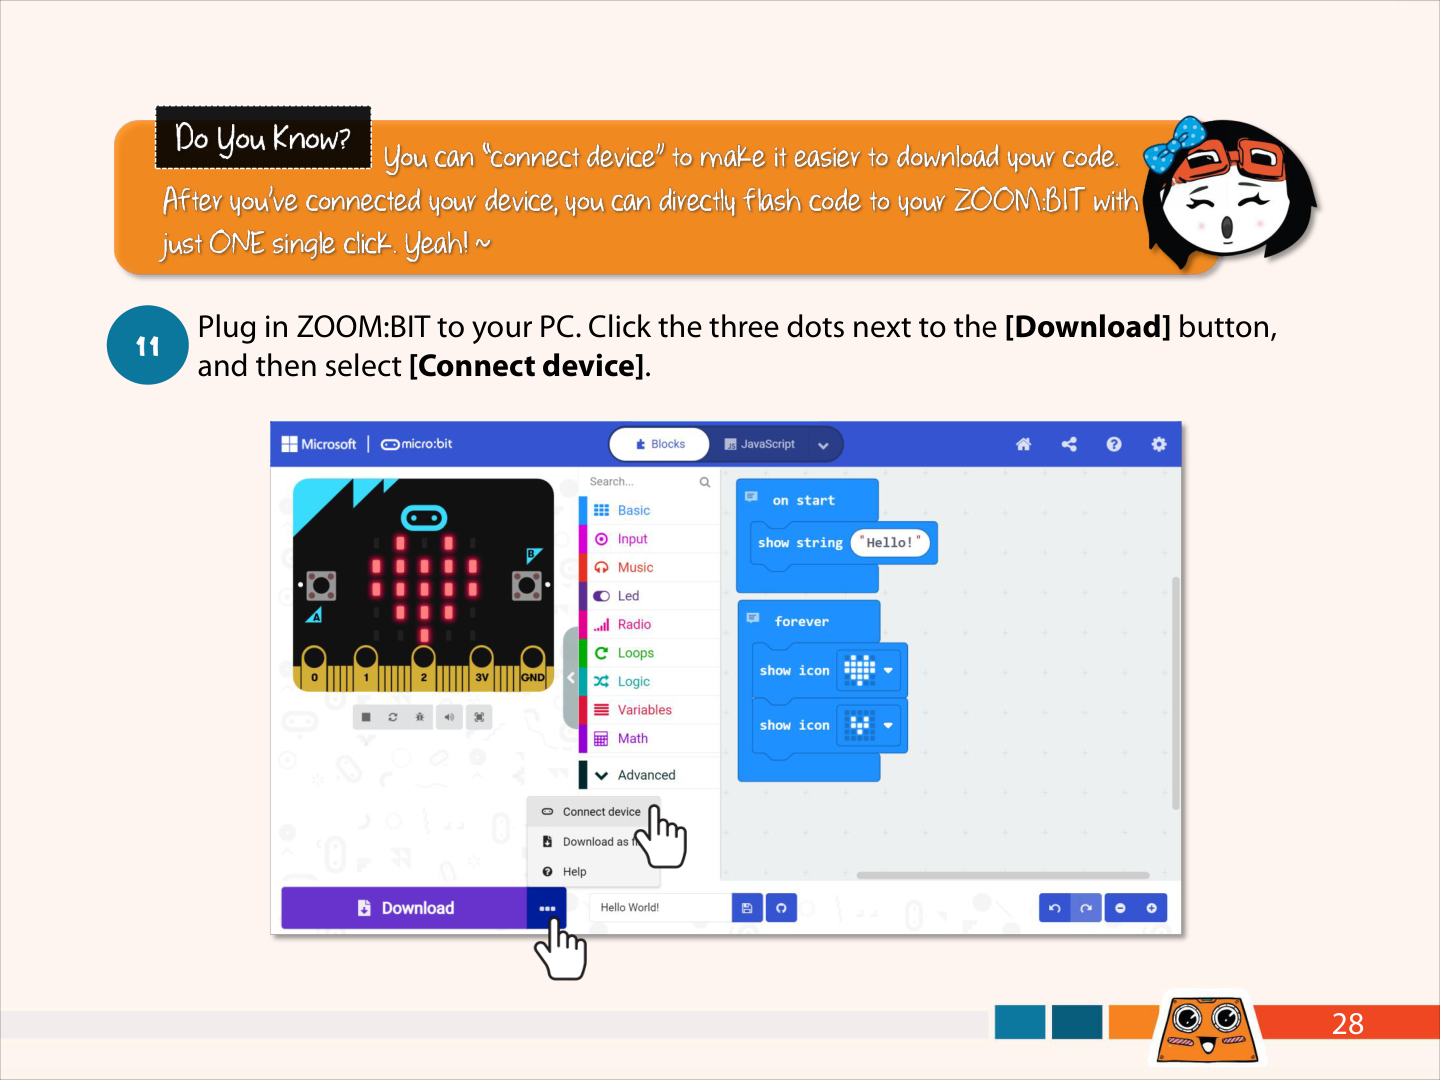 Do You Know?
You can "connect device" to make it easier to download your code.
After you've connected your device, you can directly flash code to your ZOOM:BIT with
just ONE single click. Yeah! ~
11
Plug in ZOOM:BIT to your PC. Click the three dots next to the [Download] button,
and then select [Connect device].
Microsoft | micro:bit
Blocks
JS JavaScript
Search...
Basic
Input
Music
Led
Radio
Loops
Logic
Variables
Math
Advanced
B
A
0 1 2 3V GND
on start
show string "Hello!"
forever
show icon
show icon
Connect device
Download as
Help
Download
Hello World!
28